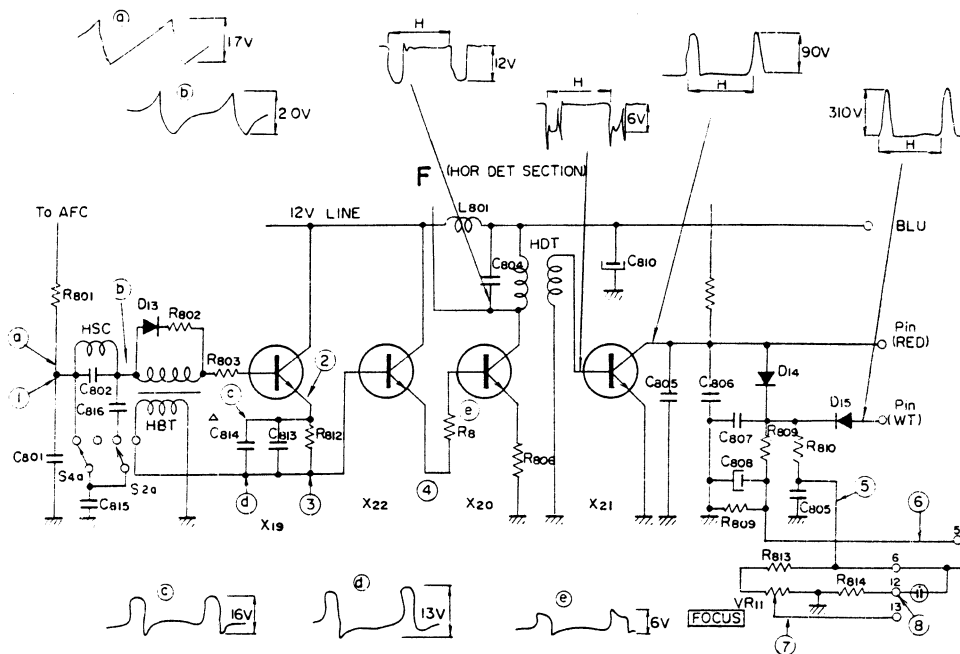 a
17V
b
2.0V
H
12V
H
6V
H
90V
310V
H
F (HOR DET SECTION)
To AFC
12V LINE
L801
BLU
C804
HDT
C810
R801
b
D13
R802
HSC
a
R803
2
Pin
(RED)
1
C802
C816
c
D14
HBT
e
C805
C806
D15
Pin
(WT)
△
C814
C813
R812
R8
C807
R809
R810
C801
R806
C808
S4a
S2a
d
3
4
5
C815
C805
X19
X22
X20
X21
R809
6
5
R813
6
c
d
e
R814
12
16V
13V
6V
FOCUS
VR11
13
8
7